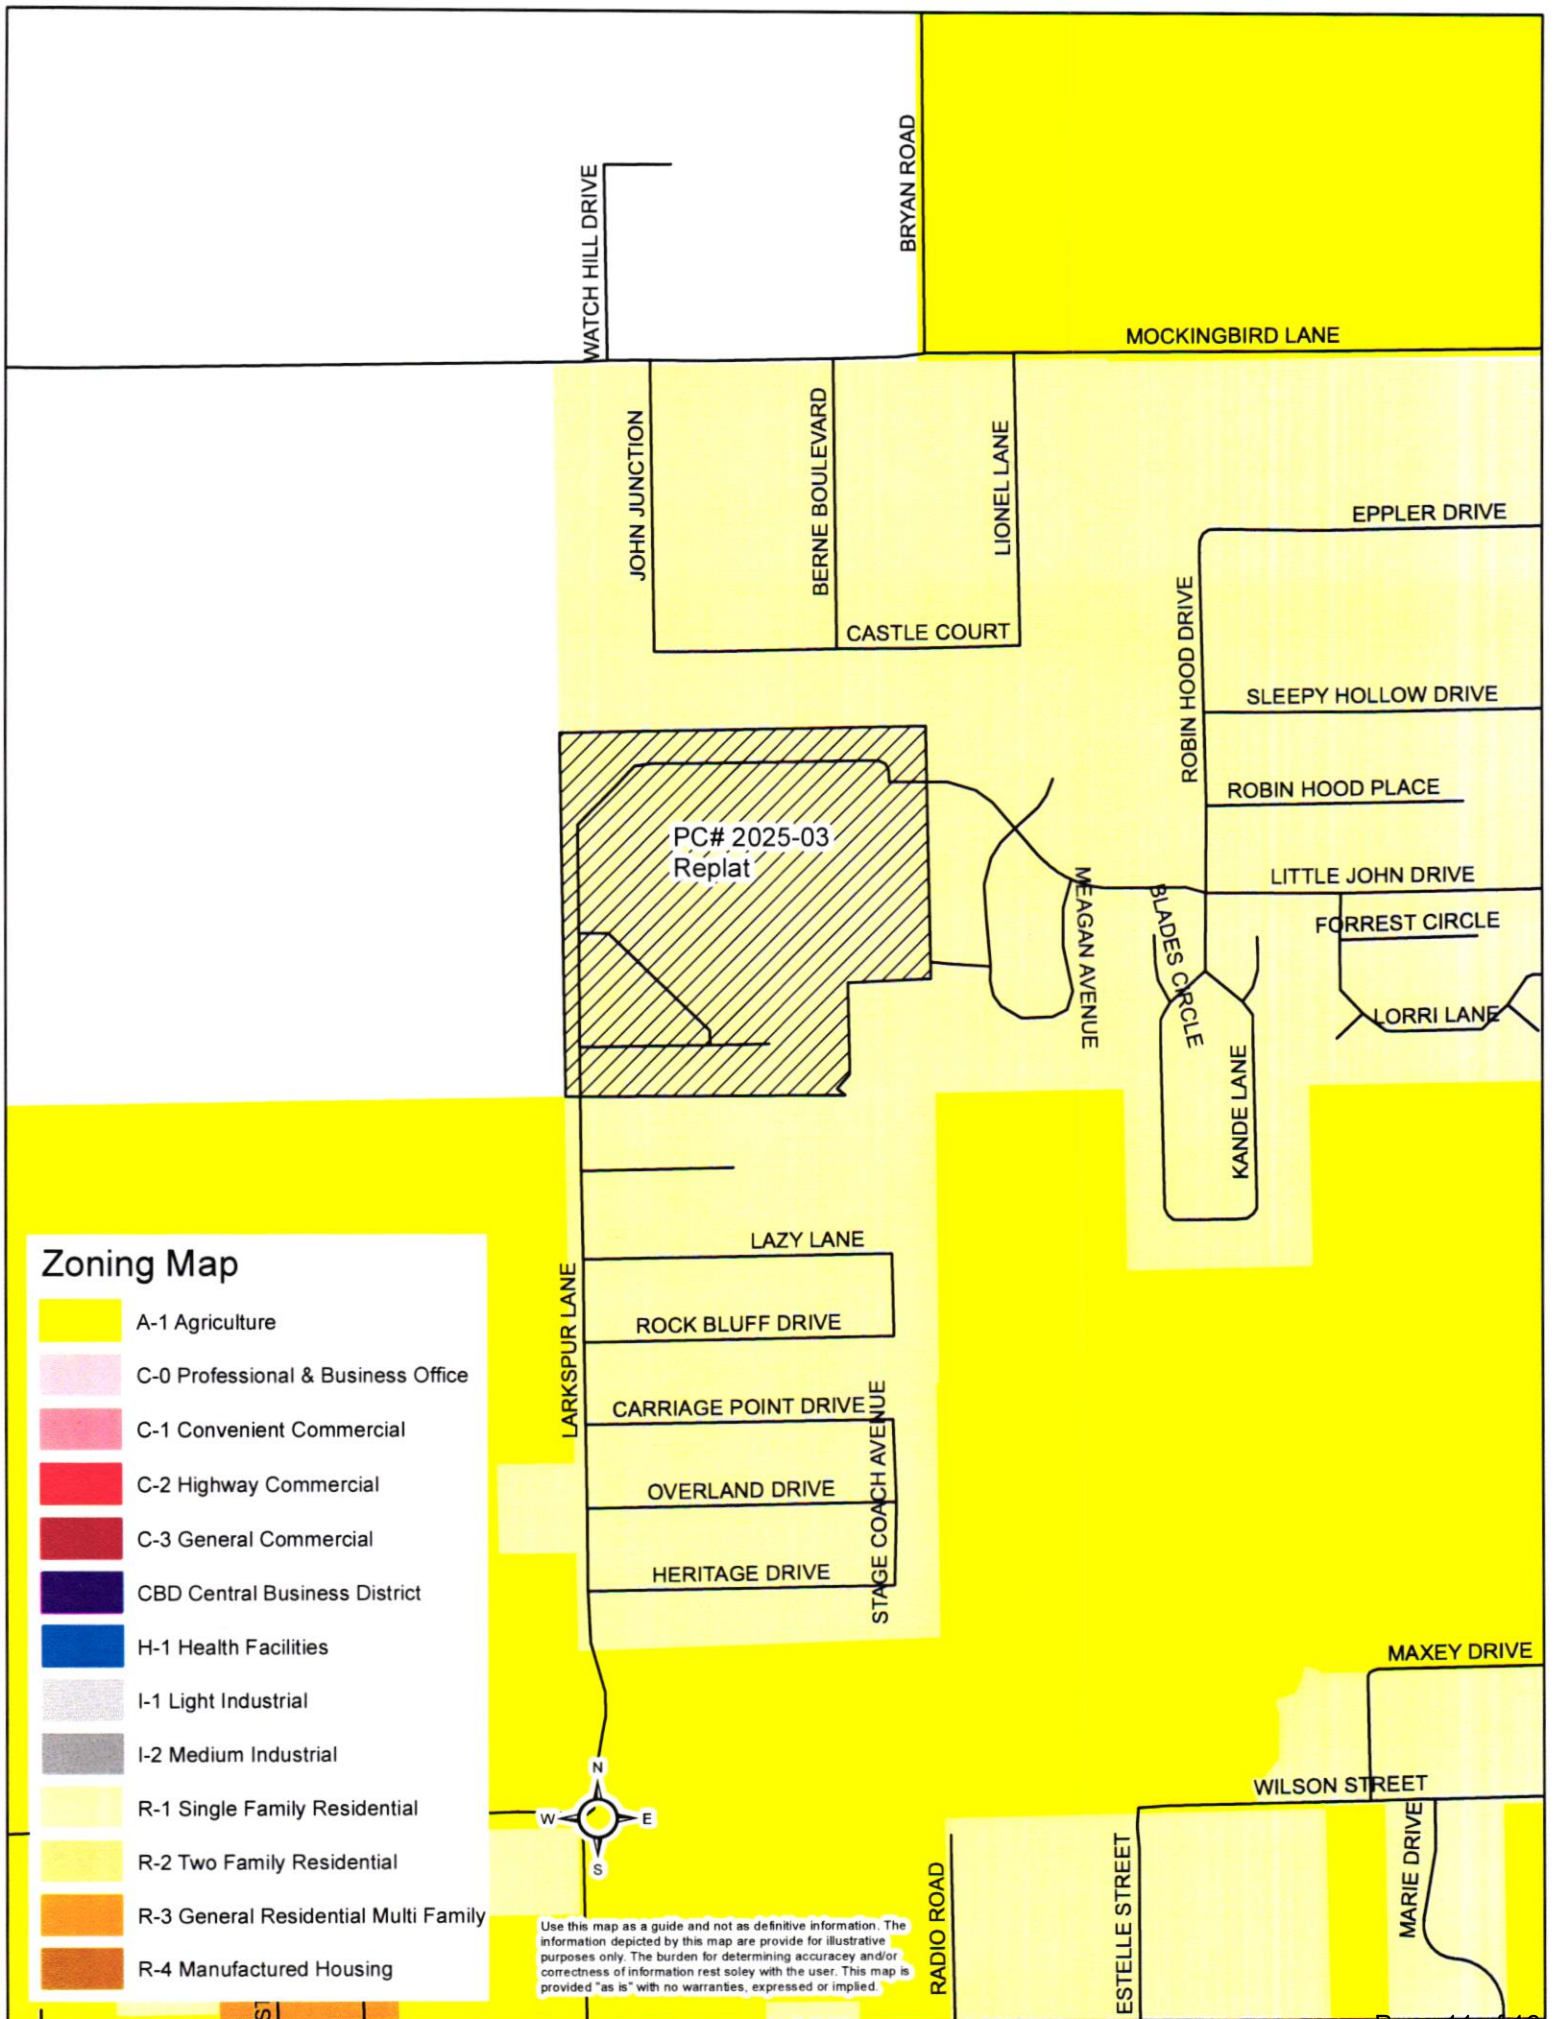 BRYAN ROAD
WATCH HILL DRIVE
MOCKINGBIRD LANE
JOHN JUNCTION
BERNE BOULEVARD
LIONEL LANE
EPPLER DRIVE
CASTLE COURT
ROBIN HOOD DRIVE
SLEEPY HOLLOW DRIVE
ROBIN HOOD PLACE
PC# 2025-03
Replat
LITTLE JOHN DRIVE
MEAGAN AVENUE
BLADES CIRCLE
FORREST CIRCLE
LORRI LANE
KANDE LANE
LAZY LANE
LARKSPUR LANE
ROCK BLUFF DRIVE
CARRIAGE POINT DRIVE
STAGE COACH AVENUE
OVERLAND DRIVE
HERITAGE DRIVE
MAXEY DRIVE
WILSON STREET
MARIE DRIVE
ESTELLE STREET
RADIO ROAD
N
W
E
S
Zoning Map
A-1 Agriculture
C-0 Professional & Business Office
C-1 Convenient Commercial
C-2 Highway Commercial
C-3 General Commercial
CBD Central Business District
H-1 Health Facilities
I-1 Light Industrial
I-2 Medium Industrial
R-1 Single Family Residential
R-2 Two Family Residential
R-3 General Residential Multi Family
R-4 Manufactured Housing
Use this map as a guide and not as definitive information. The
information depicted by this map are provide for illustrative
purposes only. The burden for determining accuracey and/or
correctness of information rest soley with the user. This map is
provided "as is" with no warranties, expressed or implied.